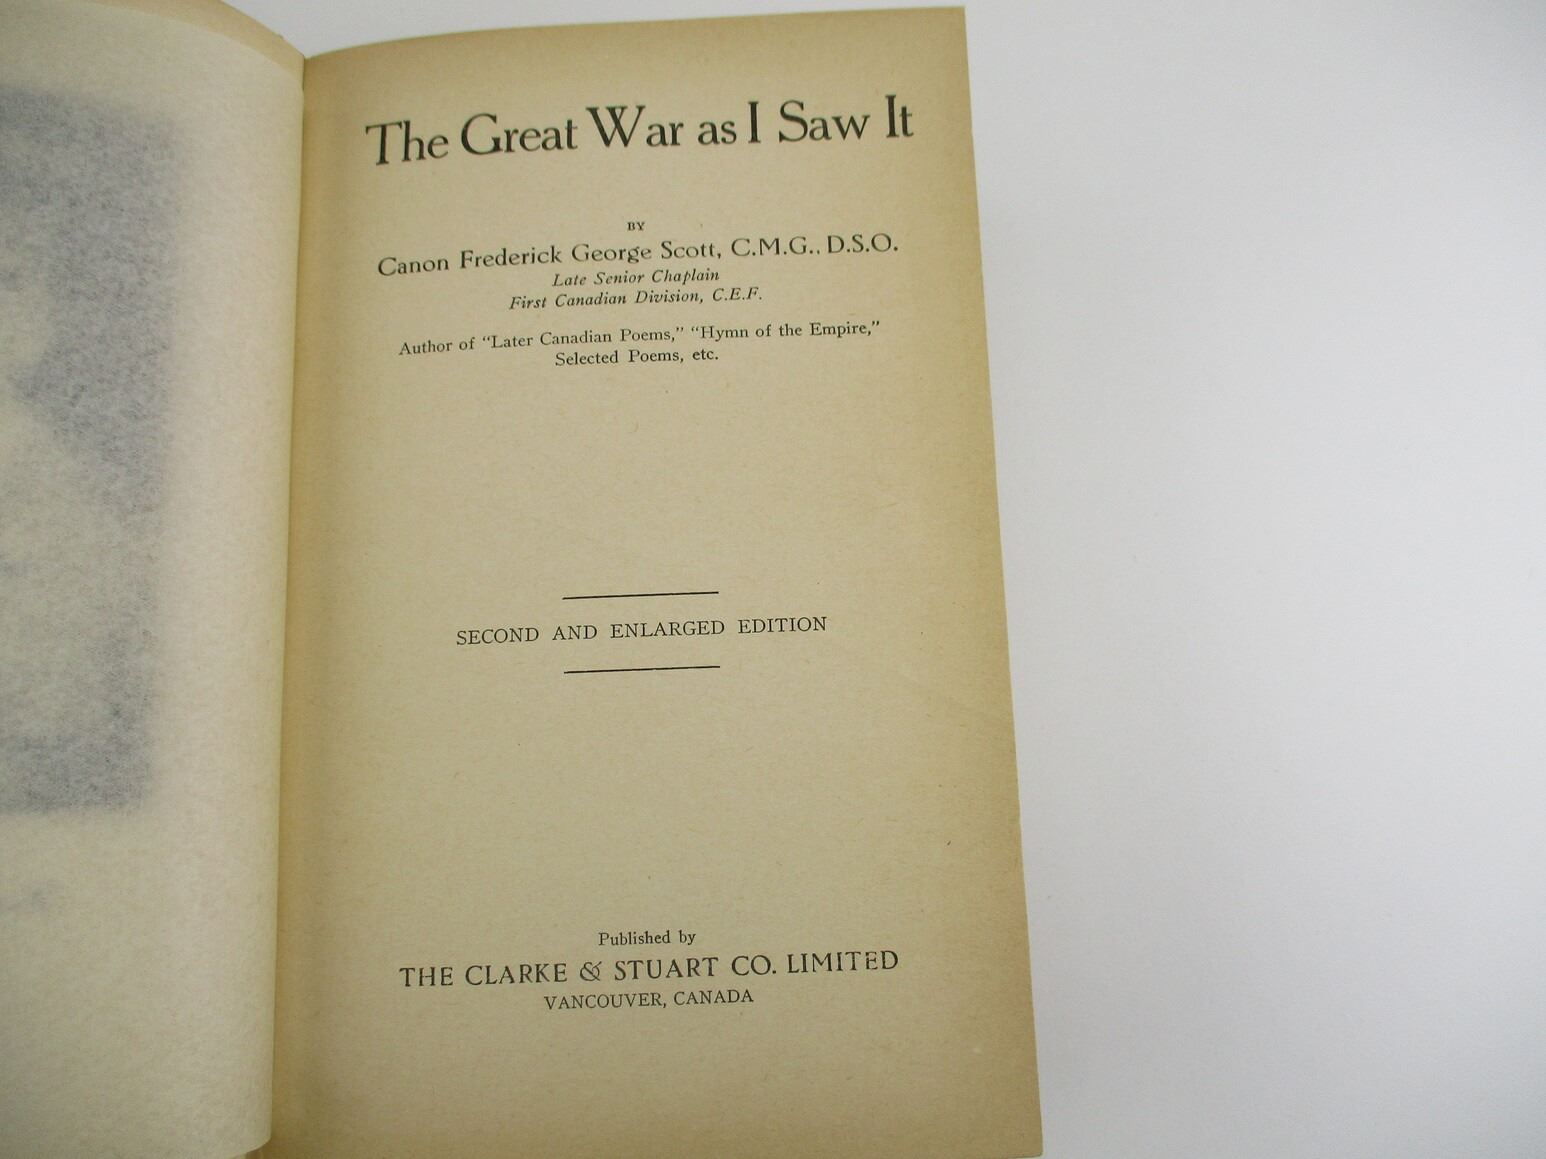 The Great War as I Saw It
BY
Canon Frederick George Scott, C.M.G., D.S.O.
Late Senior Chaplain
First Canadian Division, C.E.F.
Author of "Later Canadian Poems," "Hymn of the Empire,"
Selected Poems, etc.
SECOND AND ENLARGED EDITION
Published by
THE CLARKE & STUART CO. LIMITED
VANCOUVER, CANADA